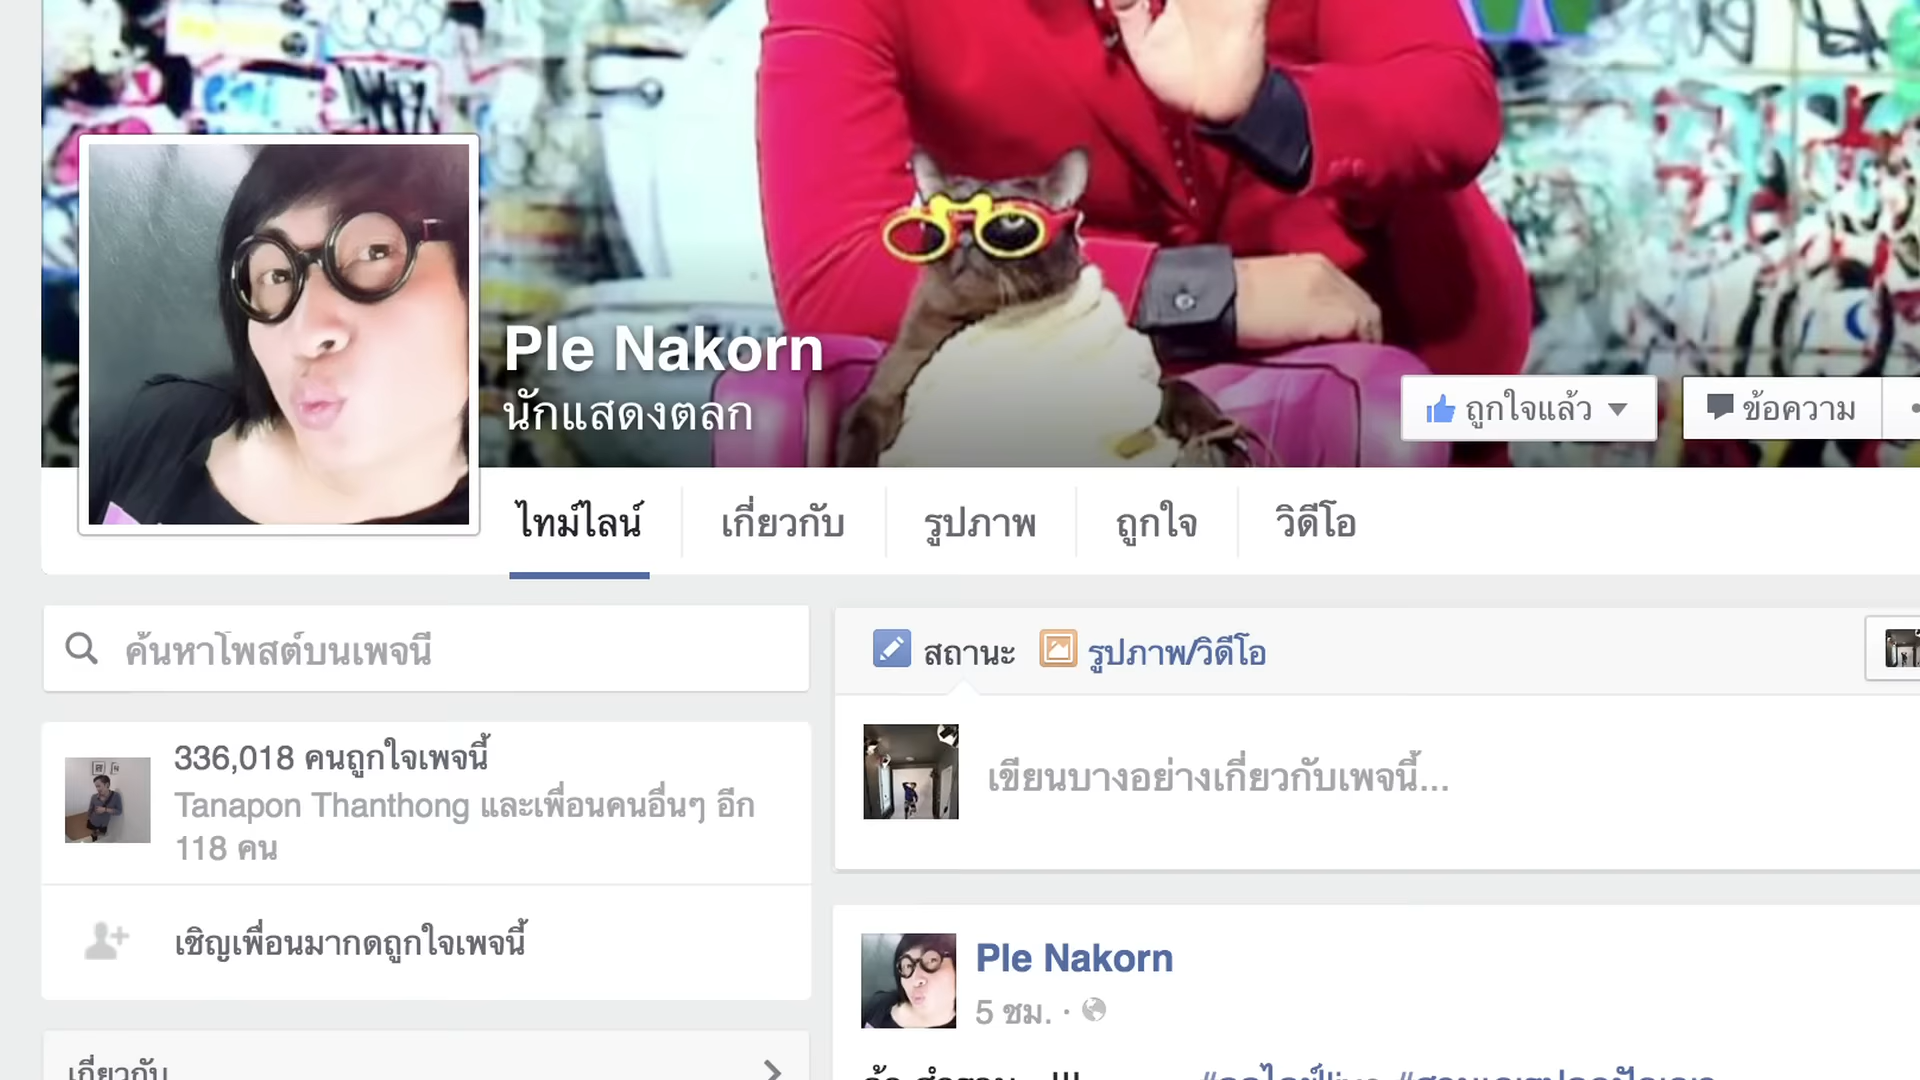 Ple Nakorn
นักแสดงตลก
ถูกใจแล้ว
ข้อความ
ไทม์ไลน์ เกี่ยวกับ รูปภาพ ถูกใจ วิดีโอ
ค้นหาโพสต์บนเพจนี้
336,018 คนถูกใจเพจนี้
Tanapon Thanthong และเพื่อนคนอื่นๆ อีก
118 คน
เชิญเพื่อนมากดถูกใจเพจนี้
เกี่ยวกับ
สถานะ รูปภาพ/วิดีโอ
เขียนบางอย่างเกี่ยวกับเพจนี้...
Ple Nakorn
5 ชม.